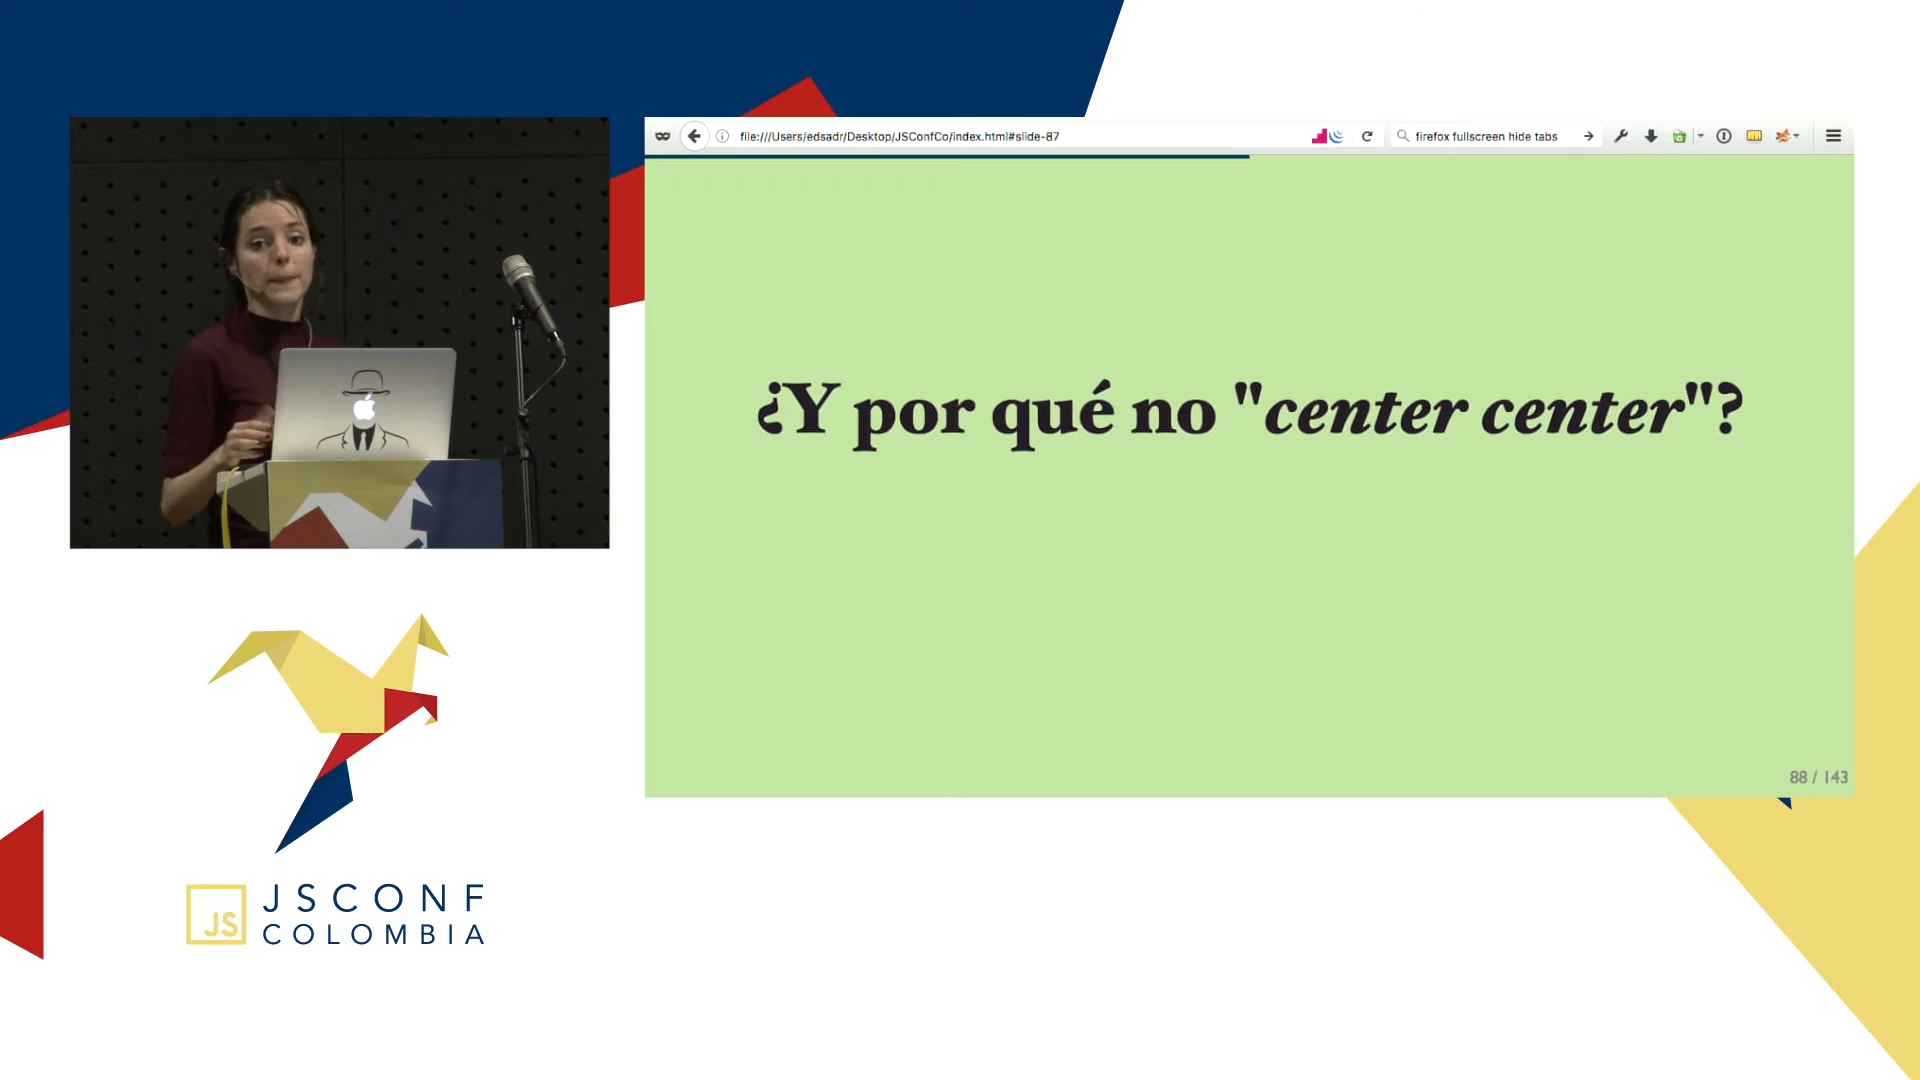 file:///Users/edsadr/Desktop/JSConfCo/index.html#slide-87
firefox fullscreen hide tabs
¿Y por qué no "center center"?
88 / 143
JS
JSCONF
COLOMBIA